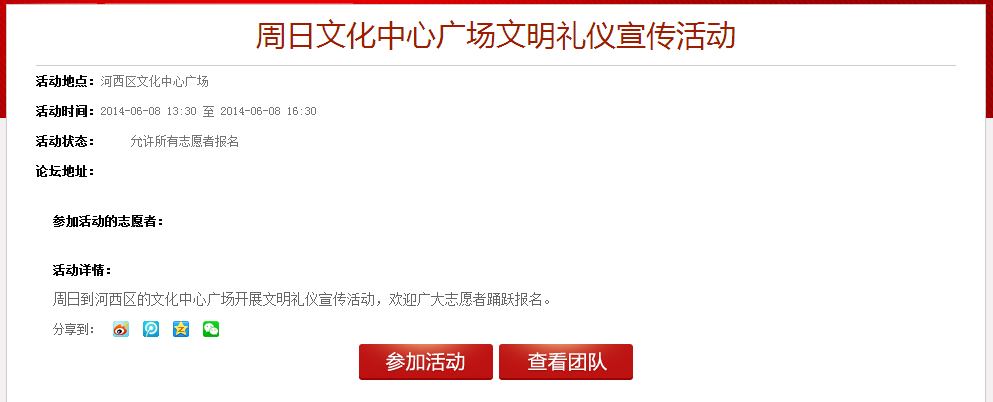 周日文化中心广场文明礼仪宣传活动
活动地点：河西区文化中心广场
活动时间：2014-06-08 13:30 至 2014-06-08 16:30
活动状态： 允许所有志愿者报名
论坛地址：
参加活动的志愿者：
活动详情：
周日到河西区的文化中心广场开展文明礼仪宣传活动，欢迎广大志愿者踊跃报名。
分享到：
参加活动 查看团队